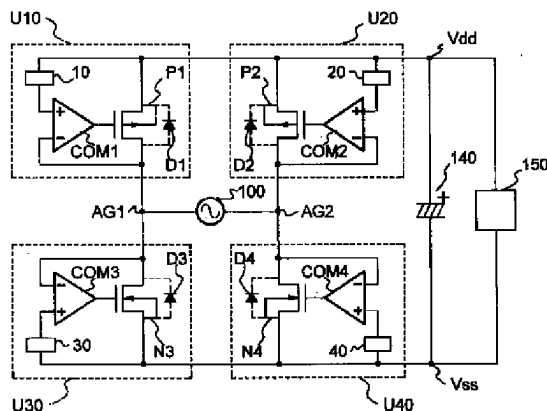 U10 U20
Vdd
10 P1 P2 20
+ +
− −
COM1 D1 D2 COM2
140 150
+
100
AG1 AG2
COM3 D3 D4 COM4
− −
+ +
30 N3 N4 40
Vss
U30 U40